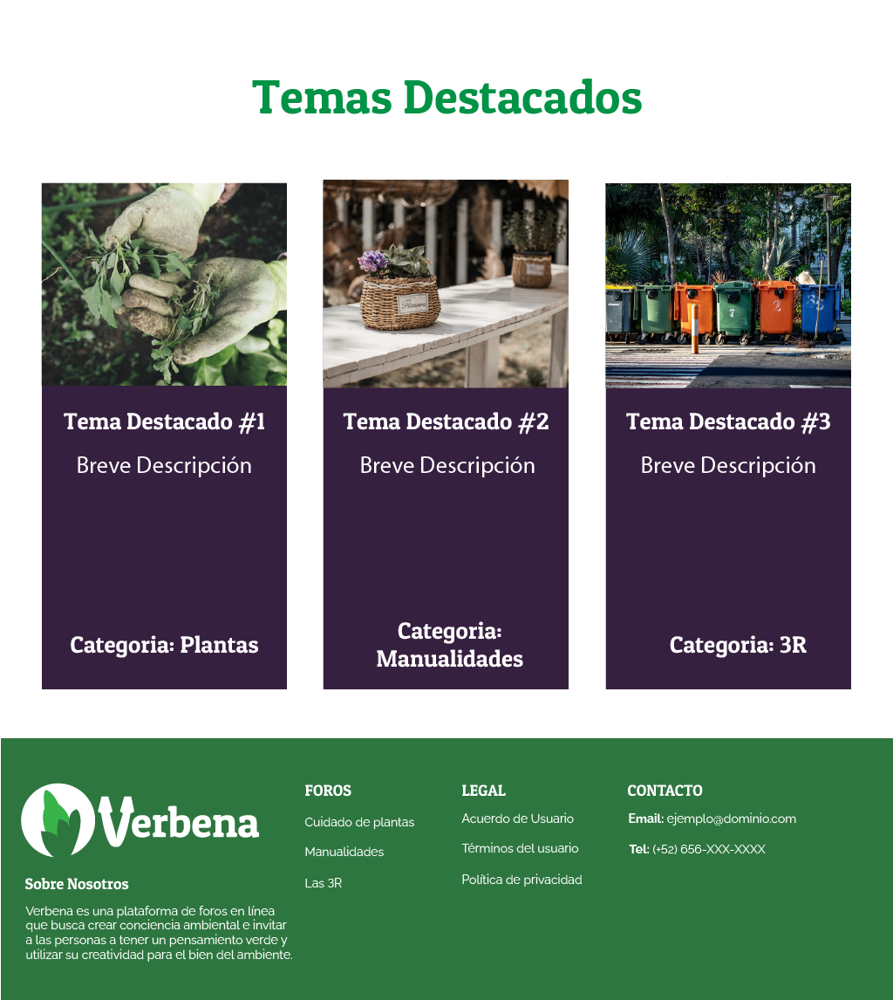 Temas Destacados
Flowers
7
Tema Destacado #1
Breve Descripción
Categoria: Plantas
Tema Destacado #2
Breve Descripción
Categoria:
Manualidades
Tema Destacado #3
Breve Descripción
Categoria: 3R
Verbena
Sobre Nosotros
Verbena es una plataforma de foros en línea
que busca crear conciencia ambiental e invitar
a las personas a tener un pensamiento verde y
utilizar su creatividad para el bien del ambiente.
FOROS
Cuidado de plantas
Manualidades
Las 3R
LEGAL
Acuerdo de Usuario
Términos del usuario
Política de privacidad
CONTACTO
Email: ejemplo@dominio.com
Tel: (+52) 656-XXX-XXXX